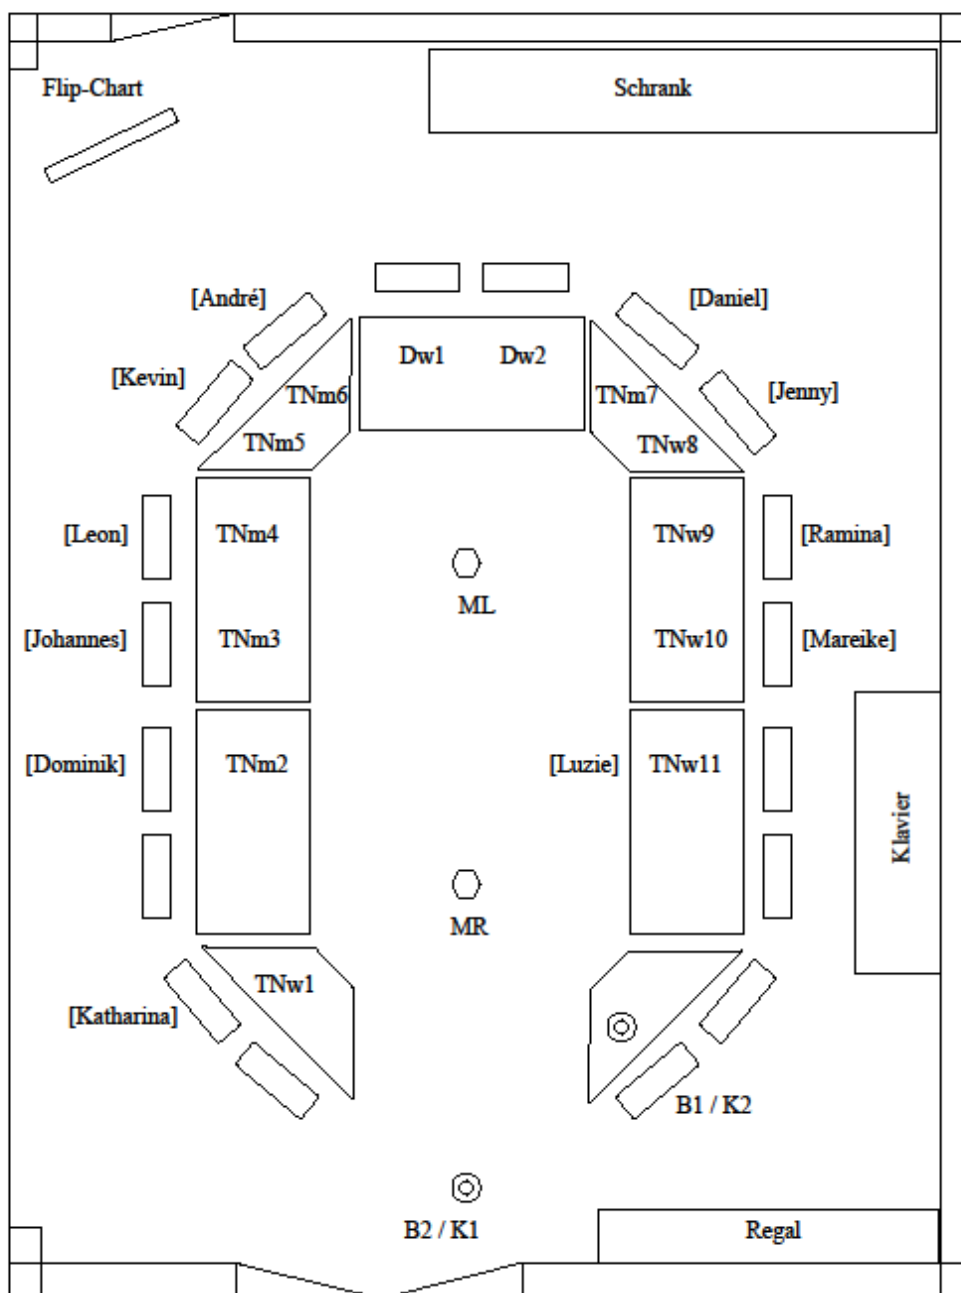 Flip-Chart
Schrank
[André]
[Daniel]
[Kevin]
Dw1
Dw2
[Jenny]
TNm6
TNm7
TNm5
TNw8
[Leon]
TNm4
TNw9
[Ramina]
ML
[Johannes]
TNm3
TNw10
[Mareike]
[Dominik]
TNm2
[Luzie]
TNw11
Klavier
MR
TNw1
[Katharina]
B1 / K2
B2 / K1
Regal